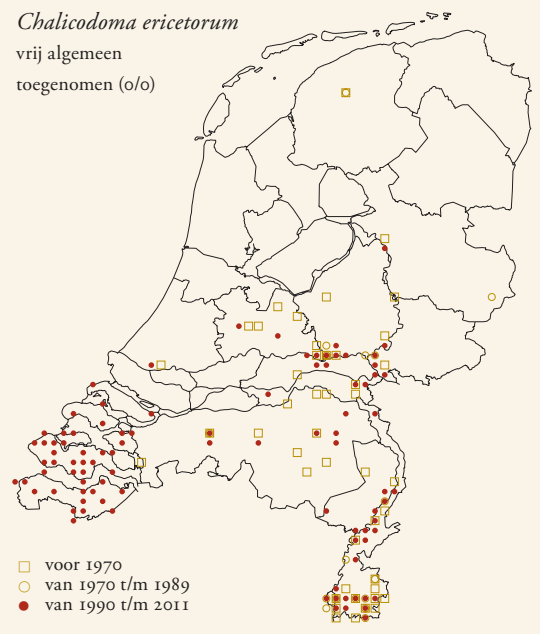 Chalicodoma ericetorum
vrij algemeen
toegenomen (0/0)
voor 1970
van 1970 t/m 1989
van 1990 t/m 2011